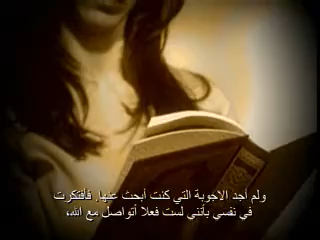 ولم أجد الاجوبة التي كنت أبحث عنها. فأفتكرت
في نفسي بأنني لست فعلا أتواصل مع الله،